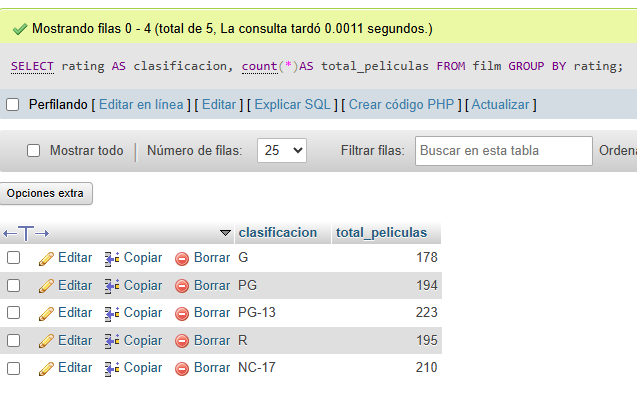 Mostrando filas 0 - 4 (total de 5, La consulta tardó 0.0011 segundos.)
SELECT rating AS clasificacion, count(*)AS total_peliculas FROM film GROUP BY rating;
Perfilando [ Editar en línea ] [ Editar ] [ Explicar SQL ] [ Crear código PHP ] [ Actualizar ]
Mostrar todo Número de filas: 25 Filtrar filas: Buscar en esta tabla Ordena
Opciones extra
←T→ clasificacion total_peliculas
Editar Copiar Borrar G 178
Editar Copiar Borrar PG 194
Editar Copiar Borrar PG-13 223
Editar Copiar Borrar R 195
Editar Copiar Borrar NC-17 210